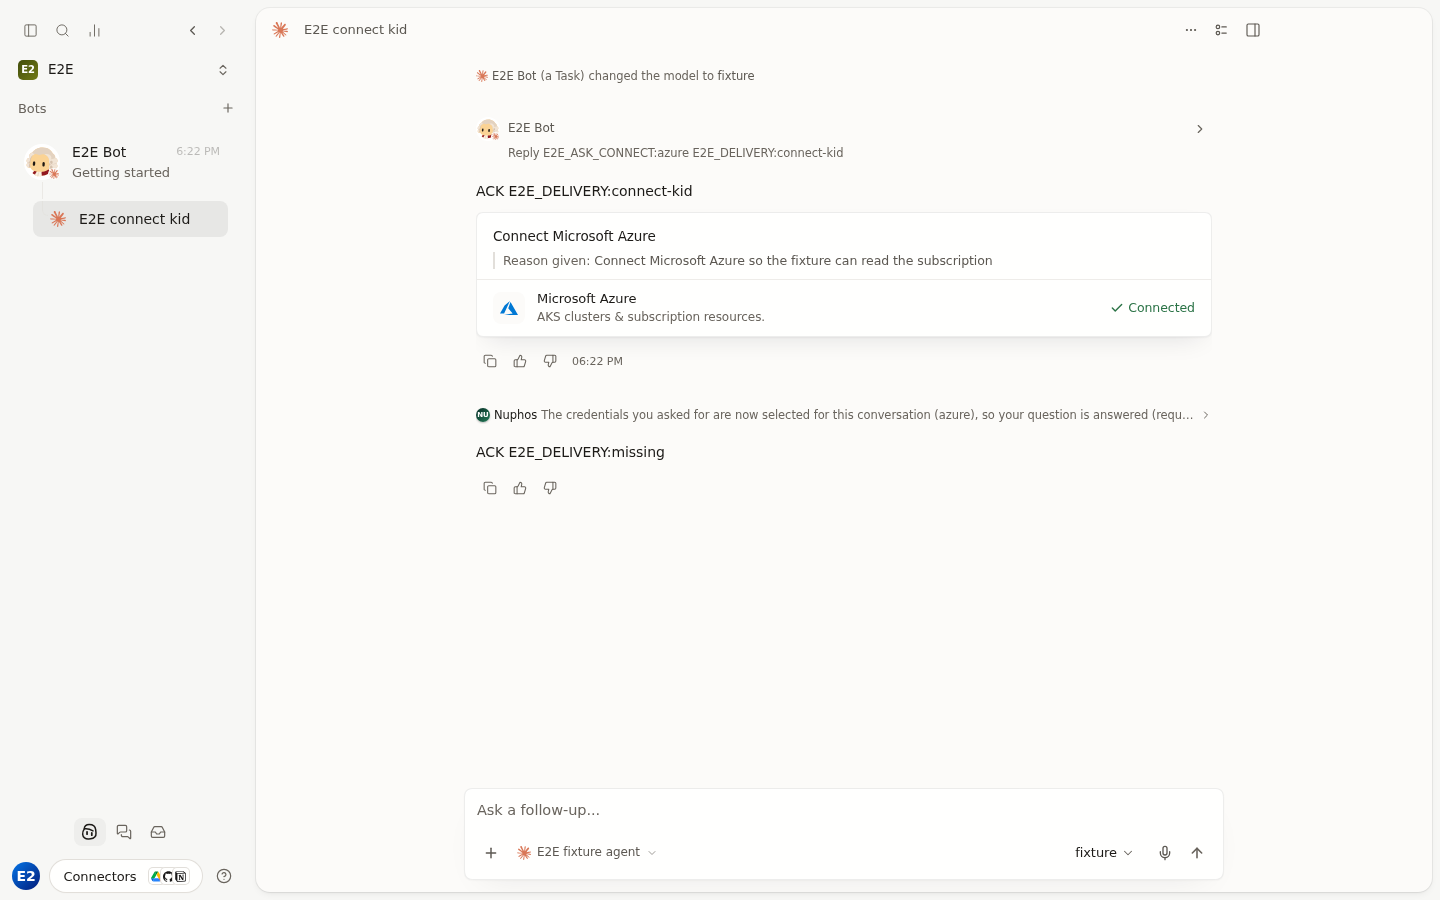 E2E connect kid
E2 E2E
Bots
E2E Bot 6:22 PM
Getting started
E2E connect kid
E2E Bot (a Task) changed the model to fixture
E2E Bot
Reply E2E_ASK_CONNECT:azure E2E_DELIVERY:connect-kid
ACK E2E_DELIVERY:connect-kid
Connect Microsoft Azure
Reason given: Connect Microsoft Azure so the fixture can read the subscription
Microsoft Azure
AKS clusters & subscription resources.
Connected
06:22 PM
NU Nuphos The credentials you asked for are now selected for this conversation (azure), so your question is answered (requ…
ACK E2E_DELIVERY:missing
Ask a follow-up...
E2E fixture agent
fixture
E2 Connectors